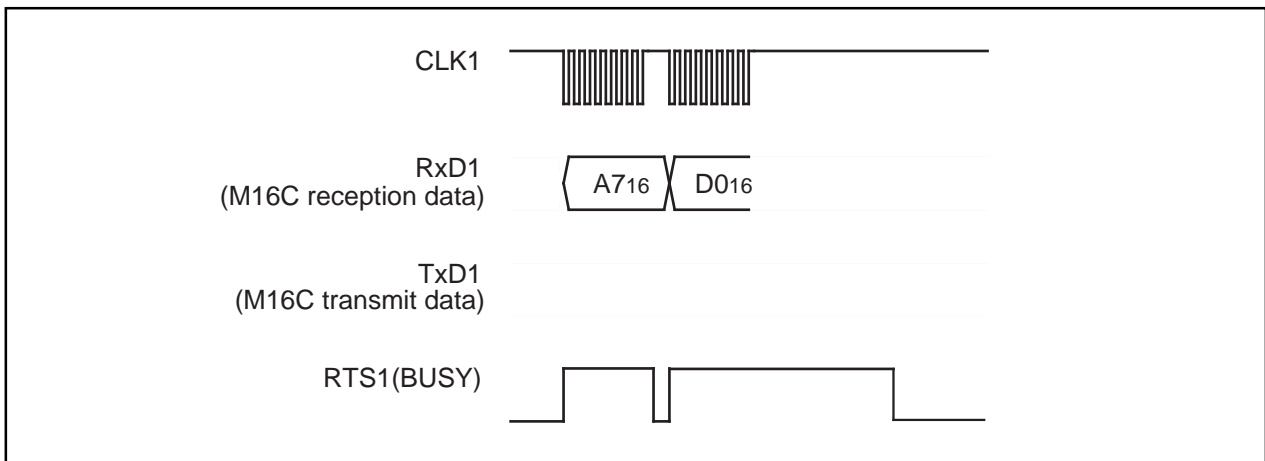 CLK1
RxD1
(M16C reception data)
A716
D016
TxD1
(M16C transmit data)
RTS1(BUSY)